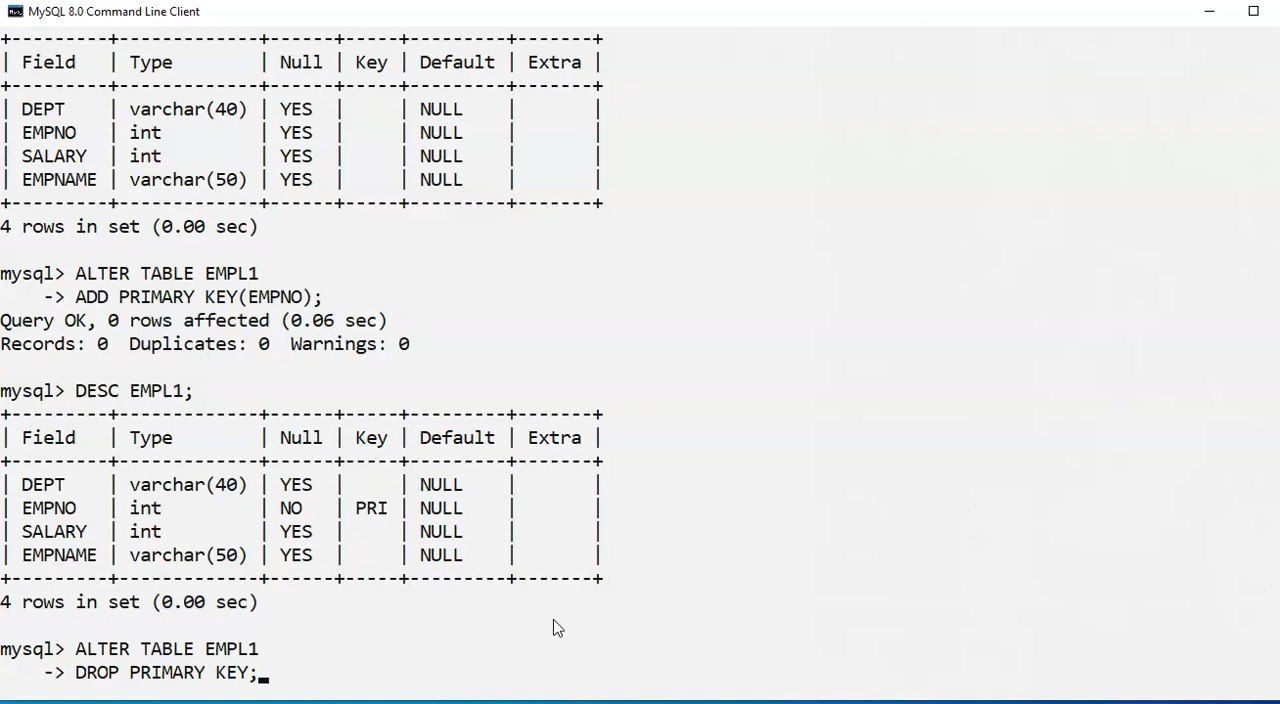 MySQL 8.0 Command Line Client
+---------+-------------+------+-----+---------+-------+
| Field   | Type        | Null | Key | Default | Extra |
+---------+-------------+------+-----+---------+-------+
| DEPT    | varchar(40) | YES  |     | NULL    |       |
| EMPNO   | int         | YES  |     | NULL    |       |
| SALARY  | int         | YES  |     | NULL    |       |
| EMPNAME | varchar(50) | YES  |     | NULL    |       |
+---------+-------------+------+-----+---------+-------+
4 rows in set (0.00 sec)
mysql> ALTER TABLE EMPL1
    -> ADD PRIMARY KEY(EMPNO);
Query OK, 0 rows affected (0.06 sec)
Records: 0  Duplicates: 0  Warnings: 0
mysql> DESC EMPL1;
+---------+-------------+------+-----+---------+-------+
| Field   | Type        | Null | Key | Default | Extra |
+---------+-------------+------+-----+---------+-------+
| DEPT    | varchar(40) | YES  |     | NULL    |       |
| EMPNO   | int         | NO   | PRI | NULL    |       |
| SALARY  | int         | YES  |     | NULL    |       |
| EMPNAME | varchar(50) | YES  |     | NULL    |       |
+---------+-------------+------+-----+---------+-------+
4 rows in set (0.00 sec)
mysql> ALTER TABLE EMPL1
    -> DROP PRIMARY KEY;